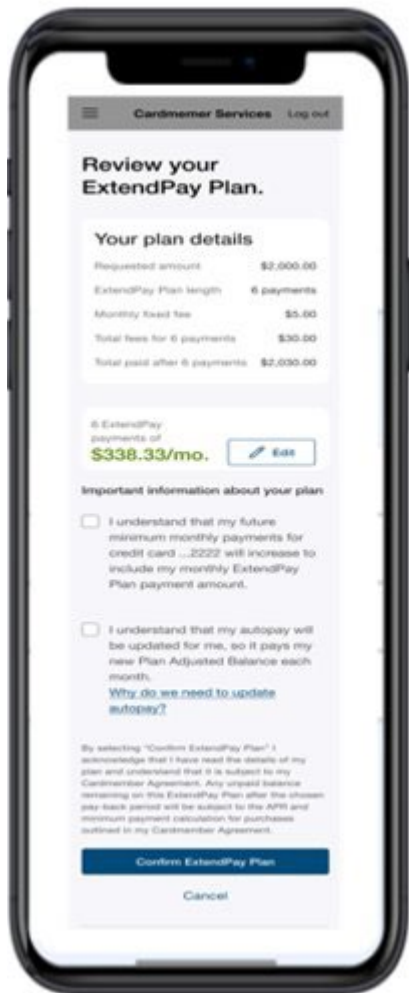 Cardmemer Services Log out
Review your
ExtendPay Plan.
Your plan details
Requested amount $2,000.00
ExtendPay Plan length 6 payments
Monthly fixed fee $5.00
Total fees for 6 payments $30.00
Total paid after 6 payments $2,030.00
6 ExtendPay
payments of
$338.33/mo.
Edit
Important information about your plan
I understand that my future
minimum monthly payments for
credit card ...2222 will increase to
include my monthly ExtendPay
Plan payment amount.
I understand that my autopay will
be updated for me, so it pays my
new Plan Adjusted Balance each
month.
Why do we need to update
autopay?
By selecting "Confirm ExtendPay Plan" I
acknowledge that I have read the details of my
plan and understand that it is subject to my
Cardmember Agreement. Any unpaid balance
remaining on this ExtendPay Plan after the chosen
pay-back period will be subject to the APR and
minimum payment calculation for purchases
outlined in my Cardmember Agreement.
Confirm ExtendPay Plan
Cancel